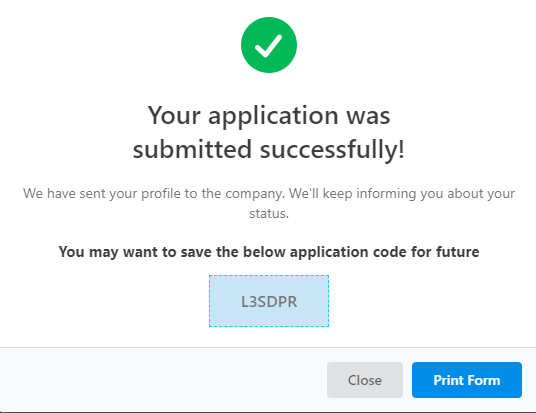 Your application was
submitted successfully!
We have sent your profile to the company. We'll keep informing you about your
status.
You may want to save the below application code for future
L3SDPR
Close
Print Form